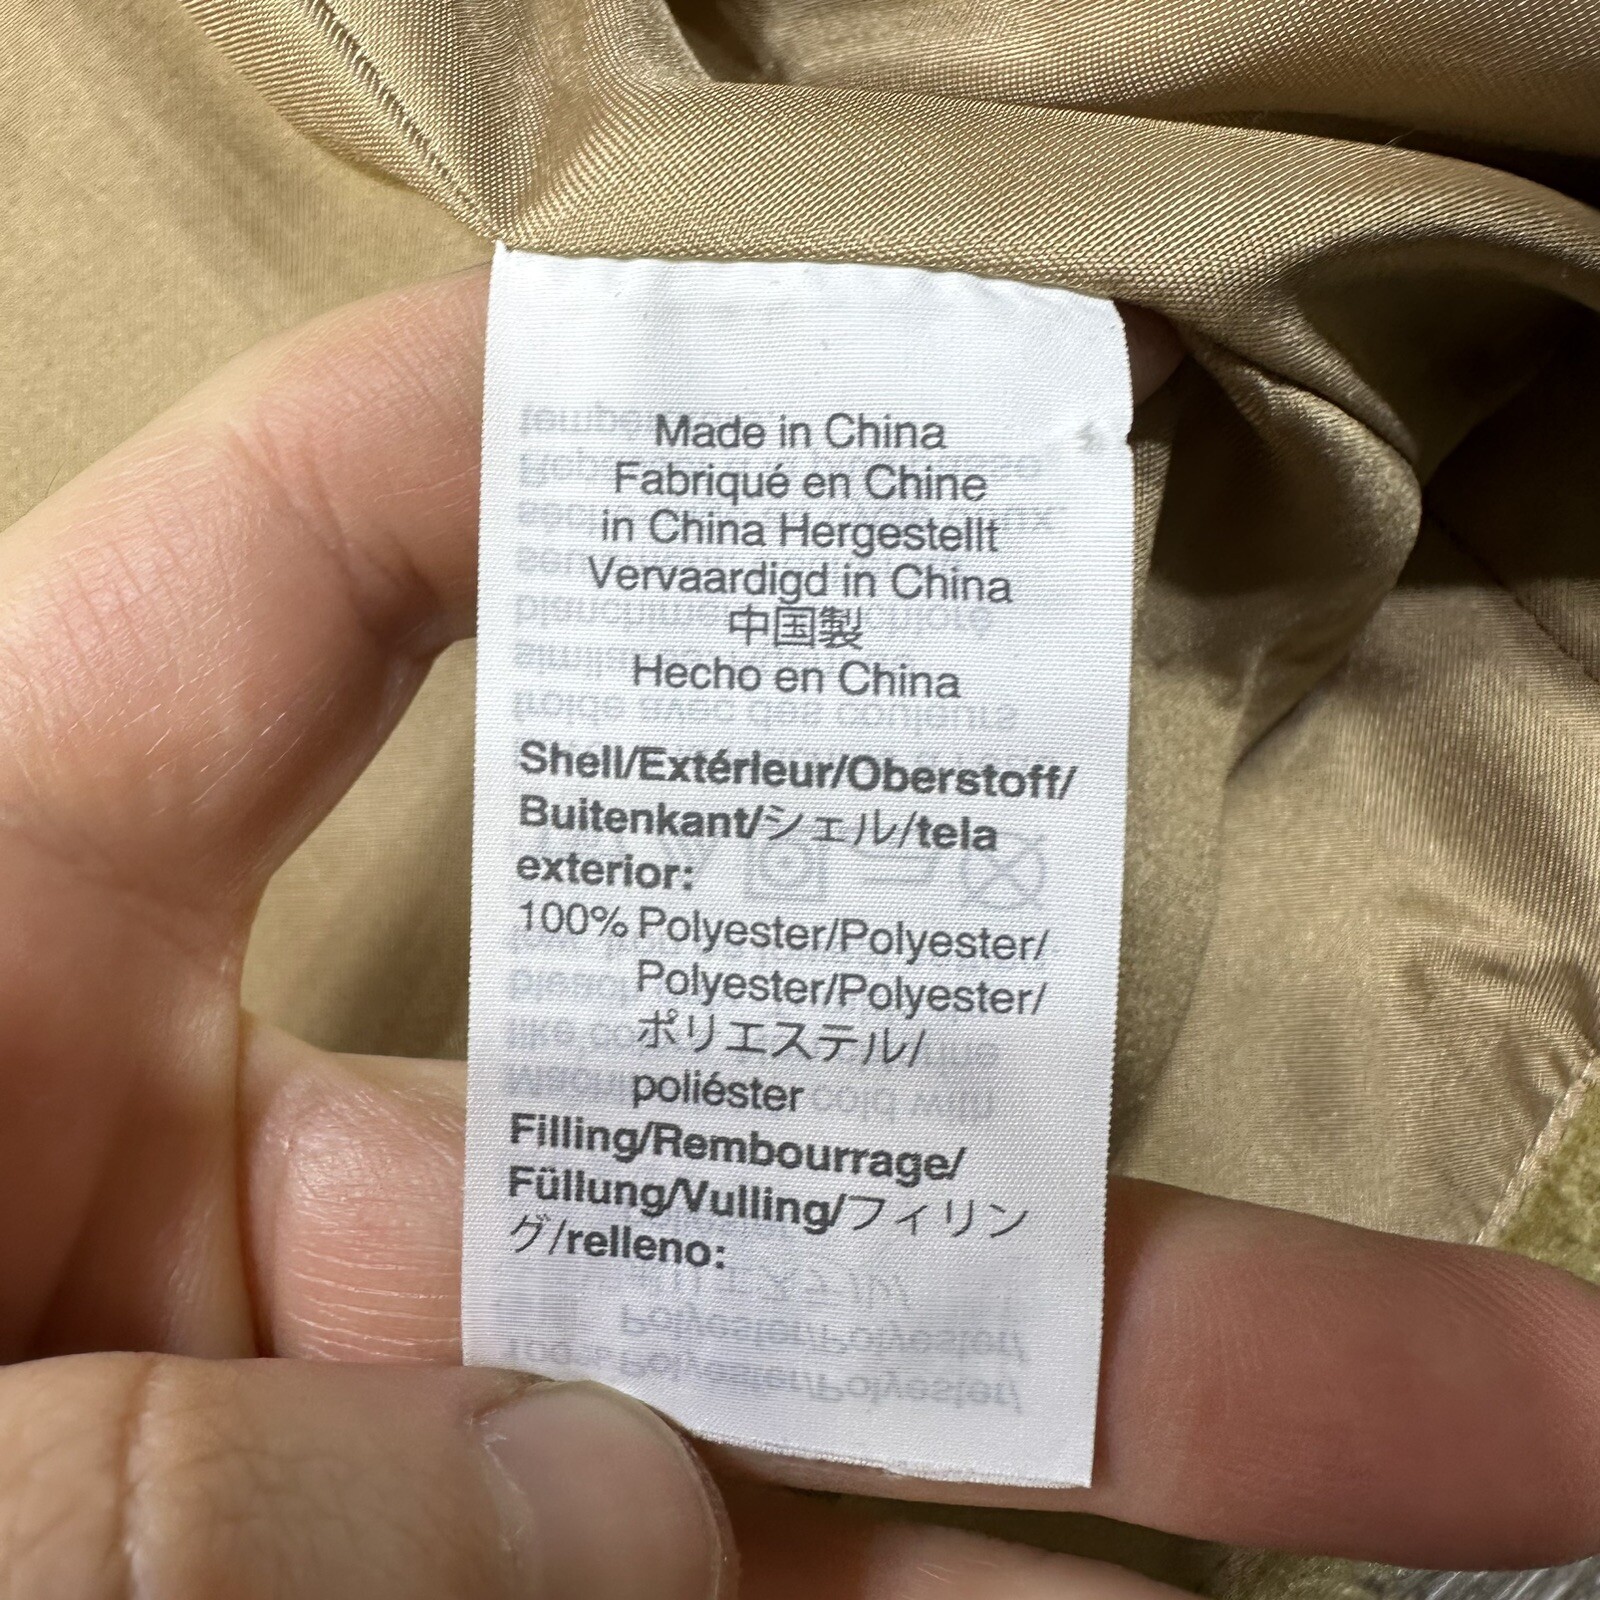 Made in China
Fabriqué en Chine
in China Hergestellt
Vervaardigd in China
中国製
Hecho en China
Shell/Extérieur/Oberstoff/
Buitenkant/シェル/tela
exterior:
100% Polyester/Polyester/
Polyester/Polyester/
ポリエステル/
poliéster
Filling/Rembourrage/
Füllung/Vulling/フィリン
グ/relleno: